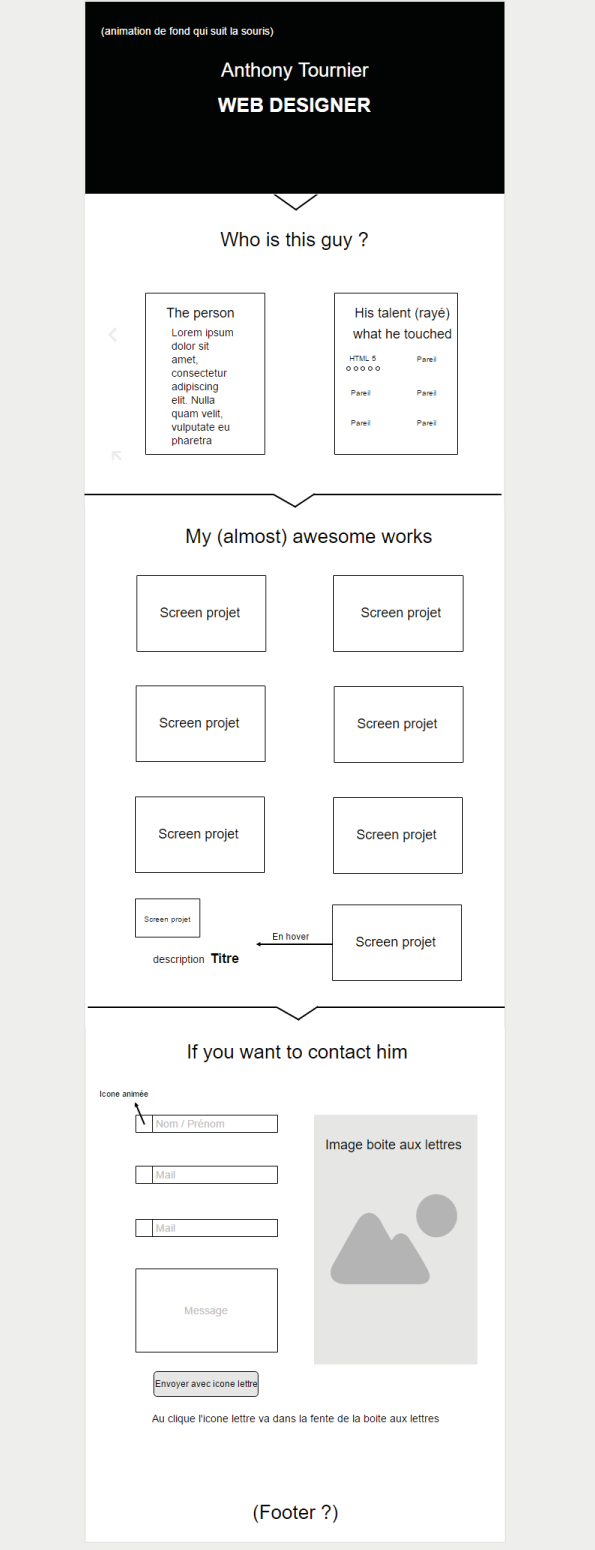 (animation de fond qui suit la souris)
Anthony Tournier
WEB DESIGNER
Who is this guy ?
The person
Lorem ipsum
dolor sit
amet,
consectetur
adipiscing
elit. Nulla
quam velit,
vulputate eu
pharetra
His talent (rayé)
what he touched
HTML 5
Pareil
Pareil
Pareil
Pareil
Pareil
My (almost) awesome works
Screen projet
Screen projet
Screen projet
Screen projet
Screen projet
Screen projet
Screen projet
description Titre
En hover
Screen projet
If you want to contact him
Icone animée
Nom / Prénom
Mail
Mail
Message
Envoyer avec icone lettre
Image boite aux lettres
Au clique l'icone lettre va dans la fente de la boite aux lettres
(Footer ?)